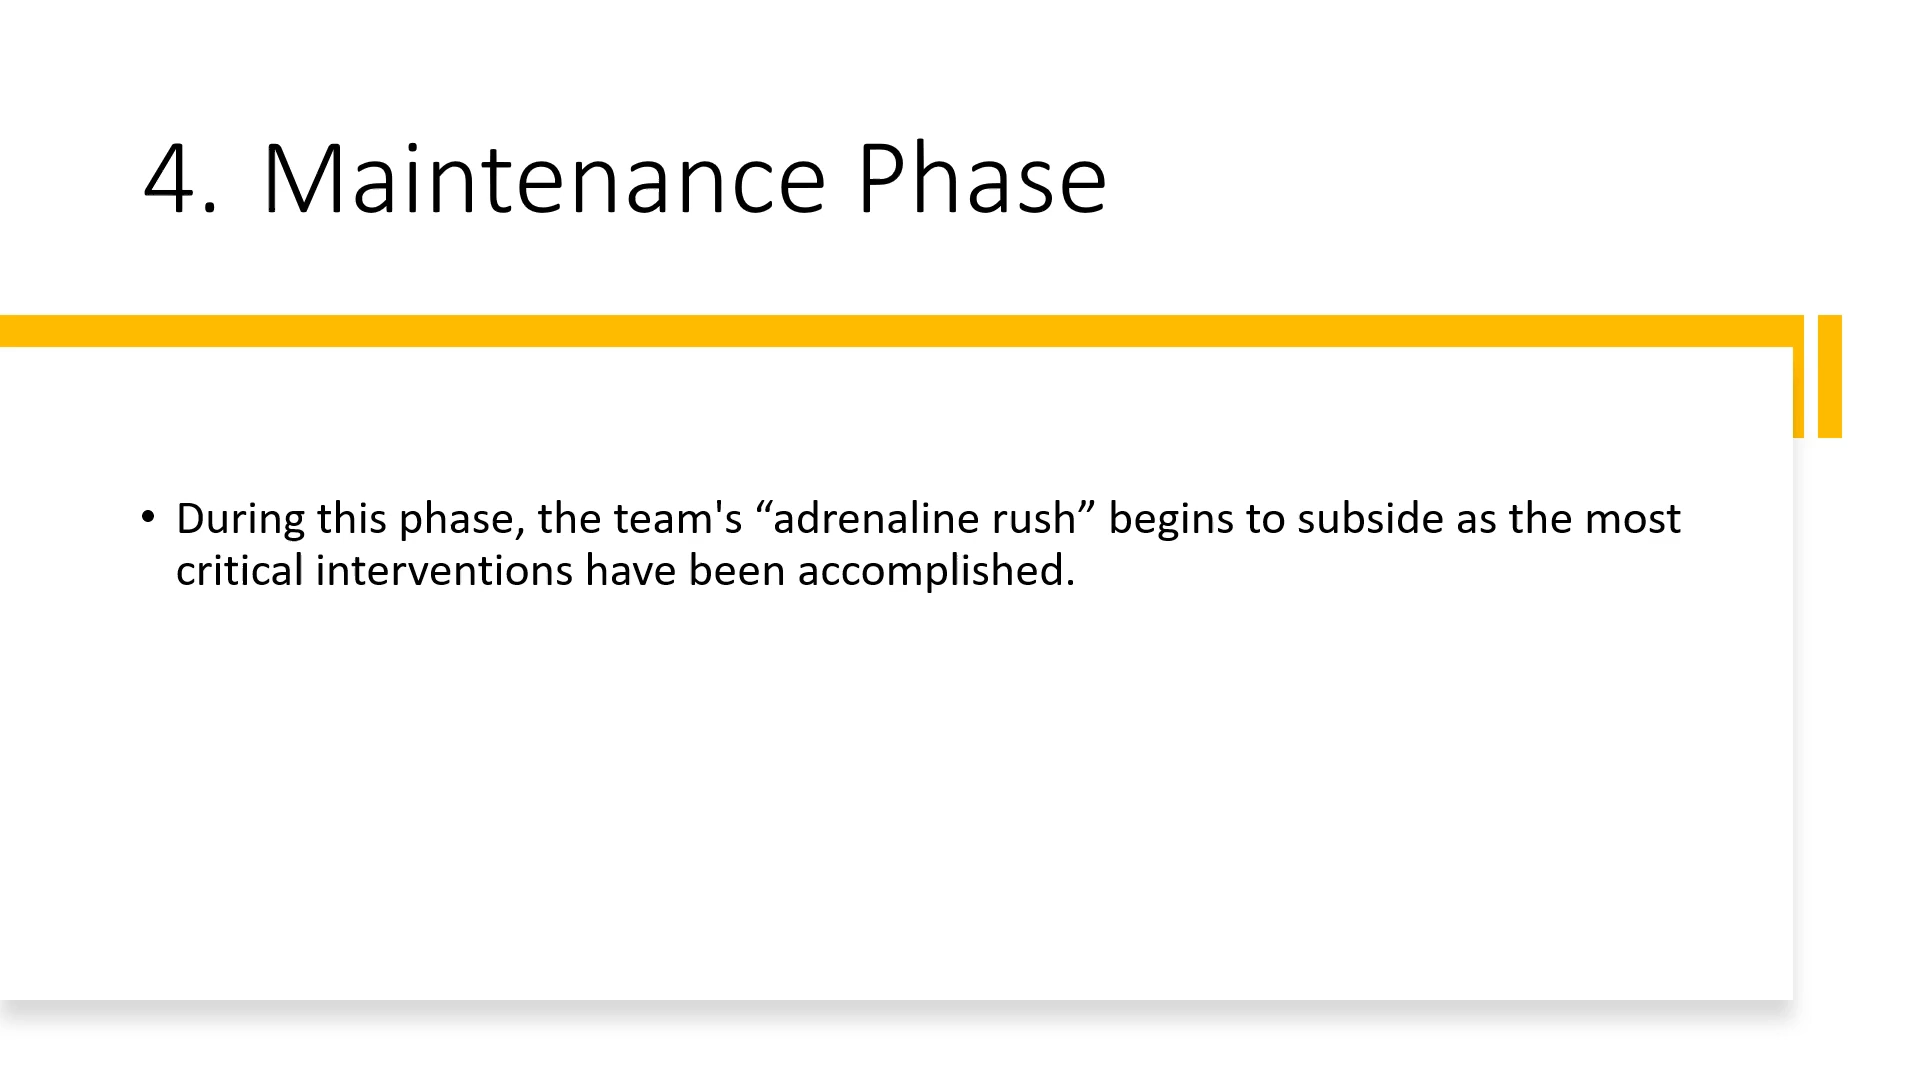 4. Maintenance Phase
• During this phase, the team's “adrenaline rush” begins to subside as the most
critical interventions have been accomplished.